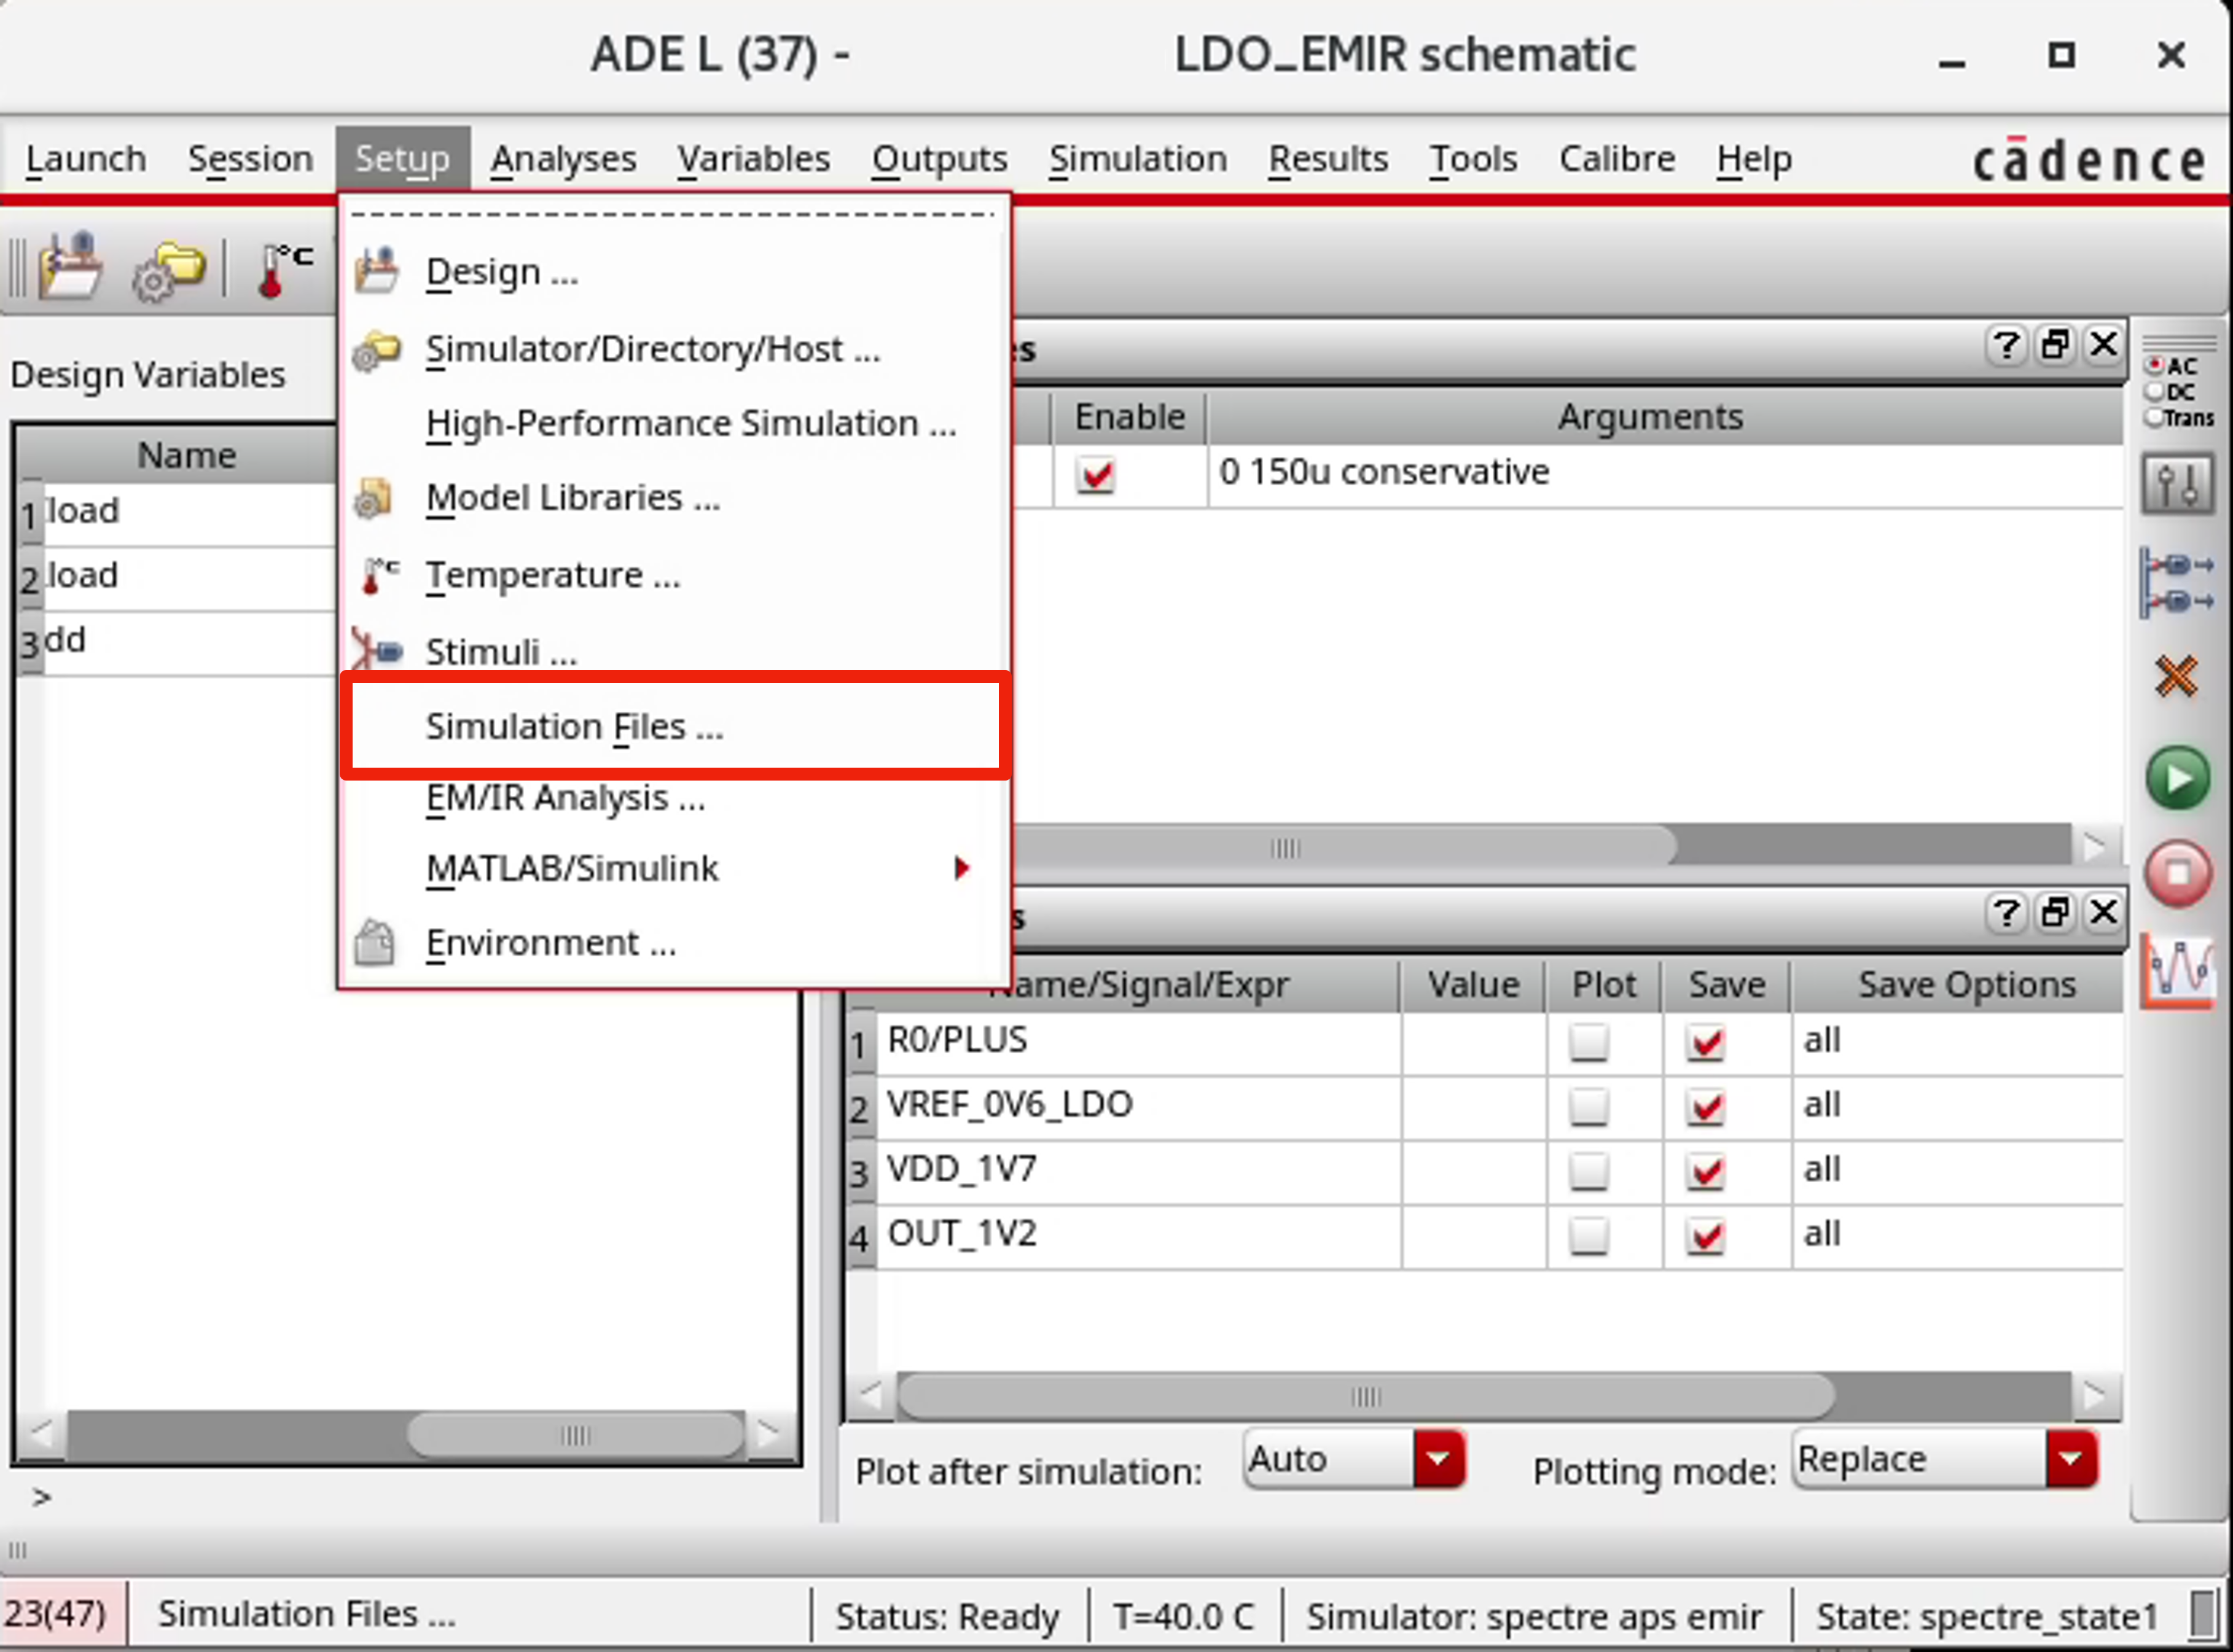 ADE L (37) - LDO_EMIR schematic
Launch Session Setup Analyses Variables Outputs Simulation Results Tools Calibre Help cādence
°C
Design ...
Simulator/Directory/Host ...
High-Performance Simulation ...
Model Libraries ...
°C Temperature ...
Stimuli ...
Simulation Files ...
EM/IR Analysis ...
MATLAB/Simulink
Environment ...
Design Variables
Name
1 load
2 load
3 dd
>
es ?
Enable Arguments
0 150u conservative
s ?
Name/Signal/Expr Value Plot Save Save Options
1 R0/PLUS all
2 VREF_0V6_LDO all
3 VDD_1V7 all
4 OUT_1V2 all
Plot after simulation: Auto Plotting mode: Replace
AC
DC
Trans
23(47) Simulation Files ... Status: Ready T=40.0 C Simulator: spectre aps emir State: spectre_state1